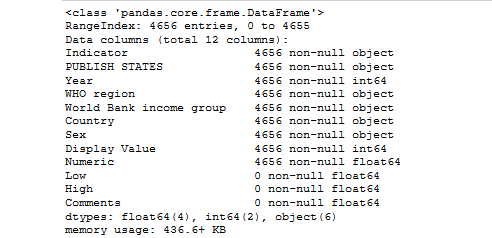 <class 'pandas.core.frame.DataFrame'>
RangeIndex: 4656 entries, 0 to 4655
Data columns (total 12 columns):
Indicator                4656 non-null object
PUBLISH STATES           4656 non-null object
Year                     4656 non-null int64
WHO region               4656 non-null object
World Bank income group  4656 non-null object
Country                  4656 non-null object
Sex                      4656 non-null object
Display Value            4656 non-null int64
Numeric                  4656 non-null float64
Low                      0 non-null float64
High                     0 non-null float64
Comments                 0 non-null float64
dtypes: float64(4), int64(2), object(6)
memory usage: 436.6+ KB